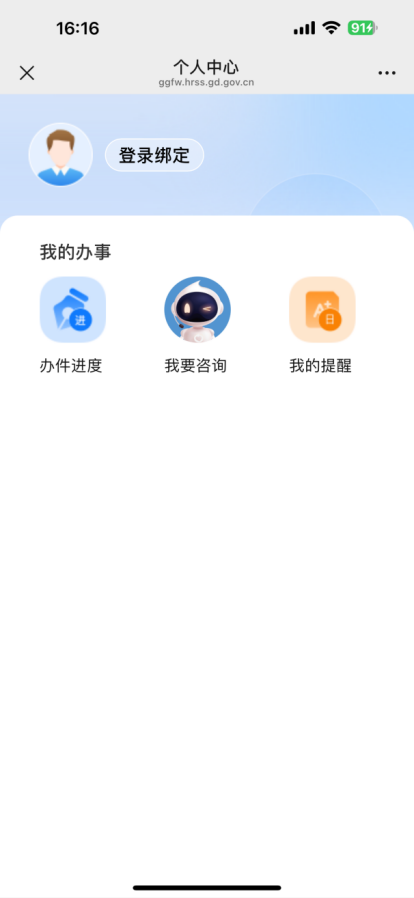 16:16
91
个人中心
ggfw.hrss.gd.gov.cn
登录绑定
我的办事
进
A+
日
办件进度
我要咨询
我的提醒